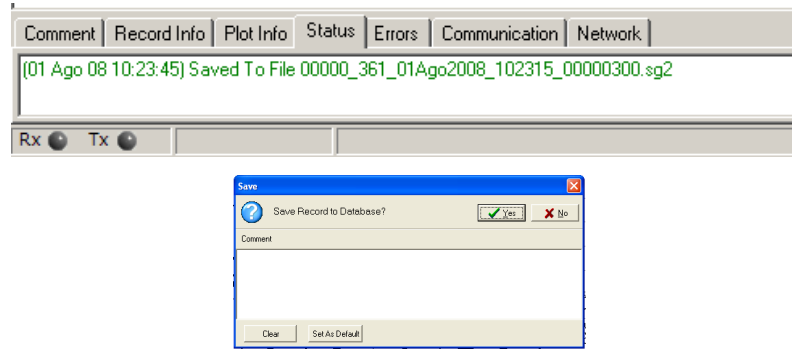 Comment Record Info Plot Info Status Errors Communication Network
(01 Ago 08 10:23:45) Saved To File 00000_361_01Ago2008_102315_00000300.sg2
Rx Tx
Save
Save Record to Database? Yes No
Comment
Clear Set As Default